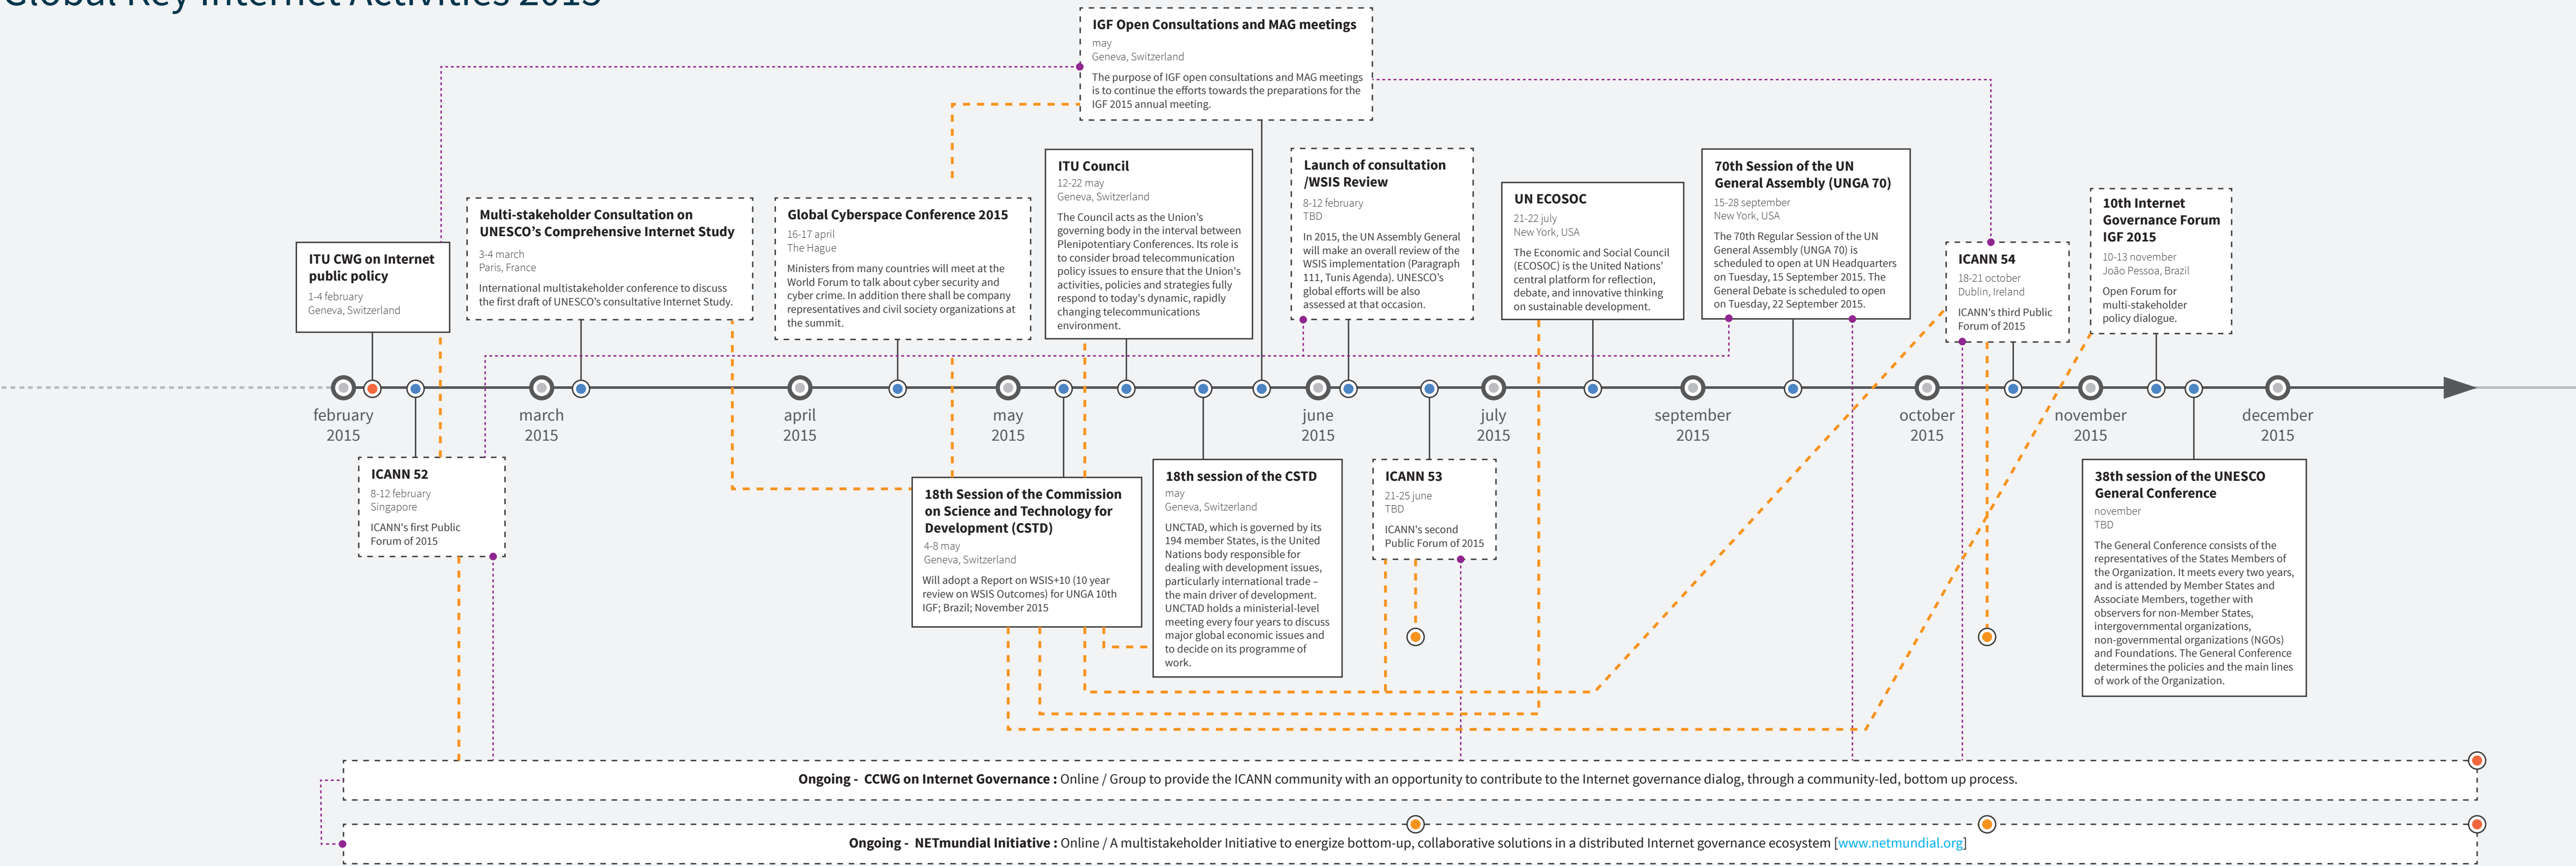 Global Key Internet Activities 2015
IGF Open Consultations and MAG meetings
may
Geneva, Switzerland
The purpose of IGF open consultations and MAG meetings
is to continue the efforts towards the preparations for the
IGF 2015 annual meeting.
ITU CWG on Internet
public policy
1-4 february
Geneva, Switzerland
Multi-stakeholder Consultation on
UNESCO's Comprehensive Internet Study
3-4 march
Paris, France
International multistakeholder conference to discuss
the first draft of UNESCO's consultative Internet Study.
Global Cyberspace Conference 2015
16-17 april
The Hague
Ministers from many countries will meet at the
World Forum to talk about cyber security and
cyber crime. In addition there shall be company
representatives and civil society organizations at
the summit.
ITU Council
12-22 may
Geneva, Switzerland
The Council acts as the Union's
governing body in the interval between
Plenipotentiary Conferences. Its role is
to consider broad telecommunication
policy issues to ensure that the Union's
activities, policies and strategies fully
respond to today's dynamic, rapidly
changing telecommunications
environment.
Launch of consultation
/WSIS Review
8-12 february
TBD
In 2015, the UN Assembly General
will make an overall review of the
WSIS implementation (Paragraph
111, Tunis Agenda). UNESCO's
global efforts will be also
assessed at that occasion.
UN ECOSOC
21-22 july
New York, USA
The Economic and Social Council
(ECOSOC) is the United Nations'
central platform for reflection,
debate, and innovative thinking
on sustainable development.
70th Session of the UN
General Assembly (UNGA 70)
15-28 september
New York, USA
The 70th Regular Session of the UN
General Assembly (UNGA 70) is
scheduled to open at UN Headquarters
on Tuesday, 15 September 2015. The
General Debate is scheduled to open
on Tuesday, 22 September 2015.
ICANN 54
18-21 october
Dublin, Ireland
ICANN's third Public
Forum of 2015
10th Internet
Governance Forum
IGF 2015
10-13 november
João Pessoa, Brazil
Open Forum for
multi-stakeholder
policy dialogue.
february
2015
march
2015
april
2015
may
2015
june
2015
july
2015
september
2015
october
2015
november
2015
december
2015
ICANN 52
8-12 february
Singapore
ICANN's first Public
Forum of 2015
18th Session of the Commission
on Science and Technology for
Development (CSTD)
4-8 may
Geneva, Switzerland
Will adopt a Report on WSIS+10 (10 year
review on WSIS Outcomes) for UNGA 10th
IGF; Brazil; November 2015
18th session of the CSTD
may
Geneva, Switzerland
UNCTAD, which is governed by its
194 member States, is the United
Nations body responsible for
dealing with development issues,
particularly international trade –
the main driver of development.
UNCTAD holds a ministerial-level
meeting every four years to discuss
major global economic issues and
to decide on its programme of
work.
ICANN 53
21-25 june
TBD
ICANN's second
Public Forum of 2015
38th session of the UNESCO
General Conference
november
TBD
The General Conference consists of the
representatives of the States Members of
the Organization. It meets every two years,
and is attended by Member States and
Associate Members, together with
observers for non-Member States,
intergovernmental organizations,
non-governmental organizations (NGOs)
and Foundations. The General Conference
determines the policies and the main lines
of work of the Organization.
Ongoing - CCWG on Internet Governance : Online / Group to provide the ICANN community with an opportunity to contribute to the Internet governance dialog, through a community-led, bottom up process.
Ongoing - NETmundial Initiative : Online / A multistakeholder Initiative to energize bottom-up, collaborative solutions in a distributed Internet governance ecosystem [www.netmundial.org]